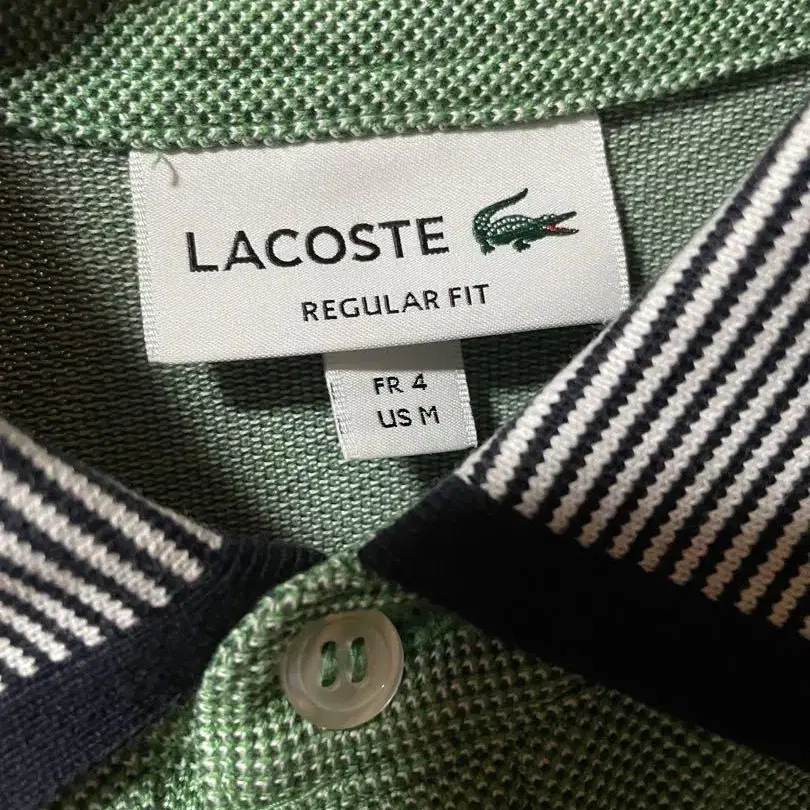 LACOSTE
REGULAR FIT
FR 4
US M